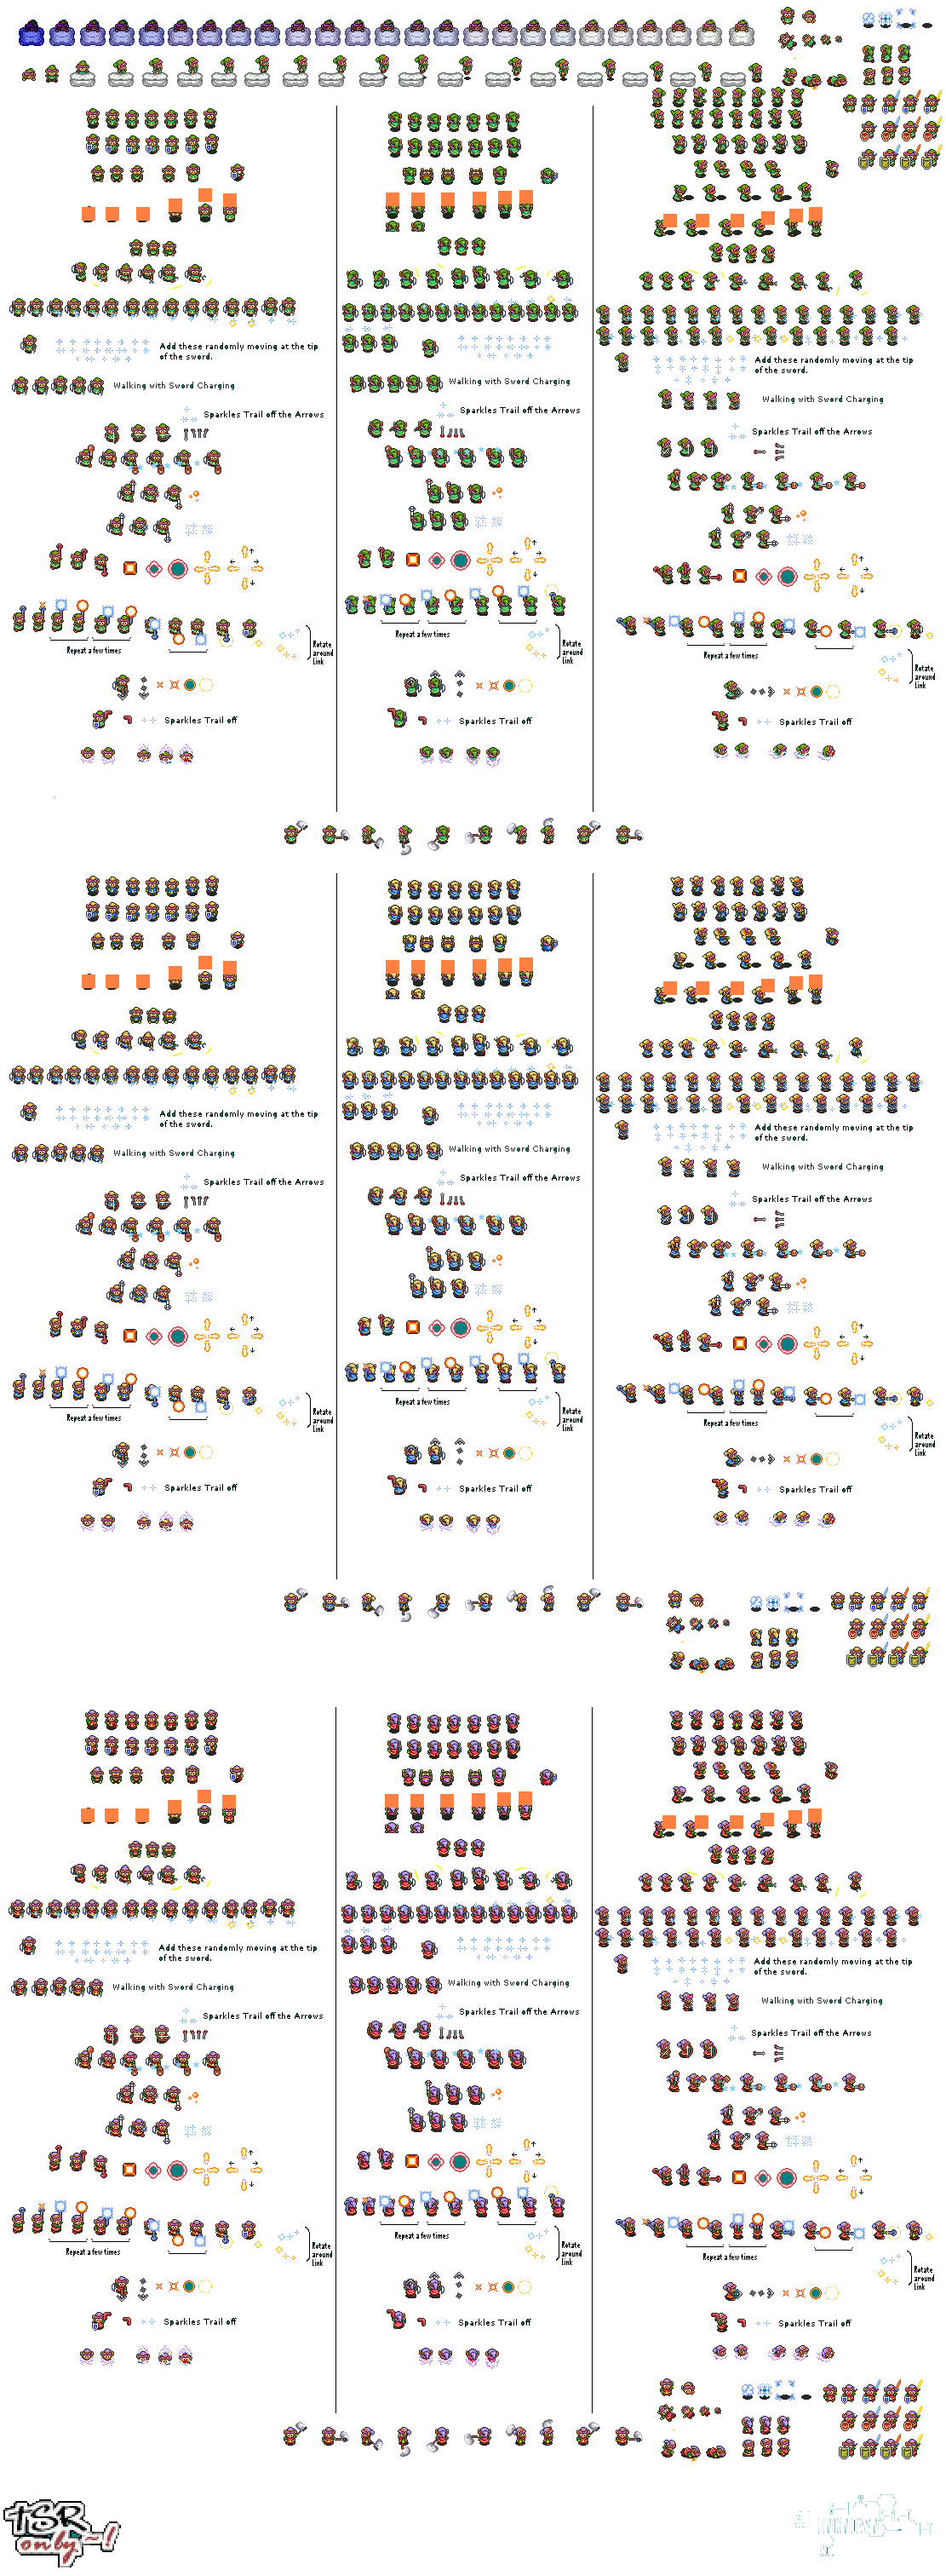 Add these randomly moving at the tip
of the sword.
Add these randomly moving at the tip
of the sword.
Walking with Sword Charging
Walking with Sword Charging
Walking with Sword Charging
Sparkles Trail off the Arrows
Sparkles Trail off the Arrows
Sparkles Trail off the Arrows
Repeat a few times
Repeat a few times
Repeat a few times
Rotate
around
Link
Rotate
around
Link
Rotate
around
Link
Sparkles Trail off
Sparkles Trail off
Sparkles Trail off
Add these randomly moving at the tip
of the sword.
Add these randomly moving at the tip
of the sword.
Walking with Sword Charging
Walking with Sword Charging
Walking with Sword Charging
Sparkles Trail off the Arrows
Sparkles Trail off the Arrows
Sparkles Trail off the Arrows
Repeat a few times
Repeat a few times
Repeat a few times
Rotate
around
Link
Rotate
around
Link
Rotate
around
Link
Sparkles Trail off
Sparkles Trail off
Sparkles Trail off
Add these randomly moving at the tip
of the sword.
Add these randomly moving at the tip
of the sword.
Walking with Sword Charging
Walking with Sword Charging
Walking with Sword Charging
Sparkles Trail off the Arrows
Sparkles Trail off the Arrows
Sparkles Trail off the Arrows
Repeat a few times
Repeat a few times
Repeat a few times
Rotate
around
Link
Rotate
around
Link
Rotate
around
Link
Sparkles Trail off
Sparkles Trail off
Sparkles Trail off
tSR
only~!